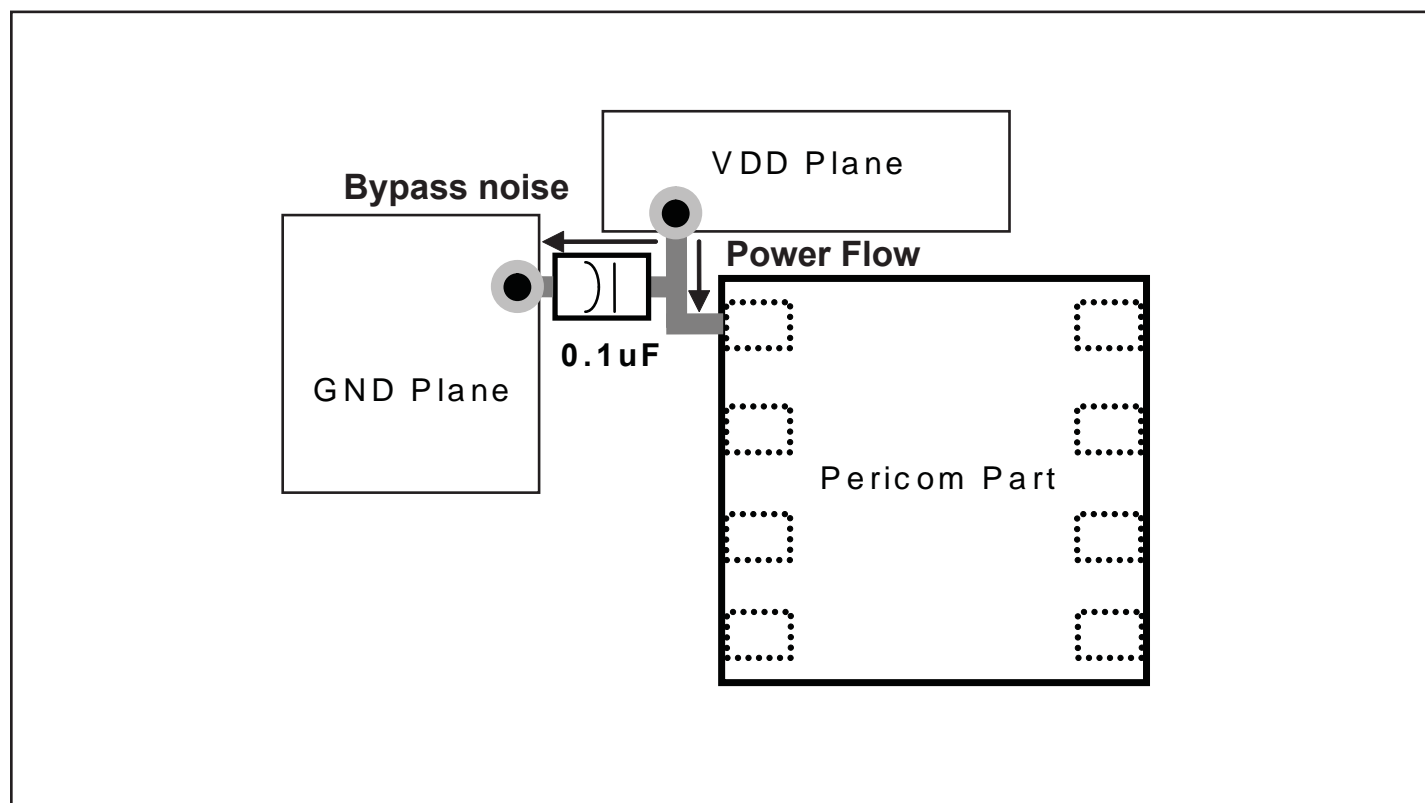 VDD Plane
Bypass noise
Power Flow
0.1uF
GND Plane
Pericom Part